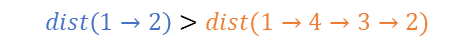 dist(1 → 2) > dist(1 → 4 → 3 → 2)